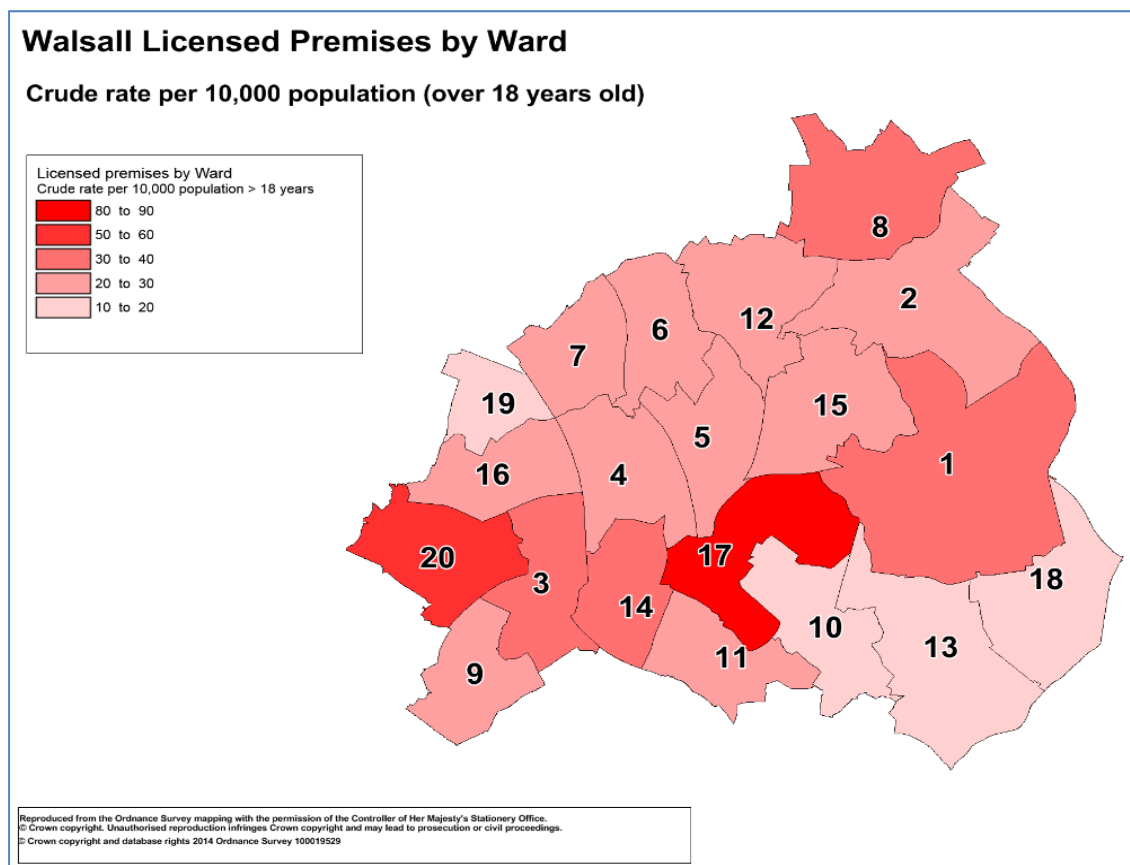 Walsall Licensed Premises by Ward
Crude rate per 10,000 population (over 18 years old)
Licensed premises by Ward
Crude rate per 10,000 population > 18 years
80 to 90
50 to 60
30 to 40
20 to 30
10 to 20
8
2
12
6
7
19
15
5
1
16
4
20
17
3
18
14
10
13
11
9
Reproduced from the Ordnance Survey mapping with the permission of the Controller of Her Majesty's Stationery Office.
© Crown copyright. Unauthorised reproduction infringes Crown copyright and may lead to prosecution or civil proceedings.
© Crown copyright and database rights 2014 Ordnance Survey 100019529